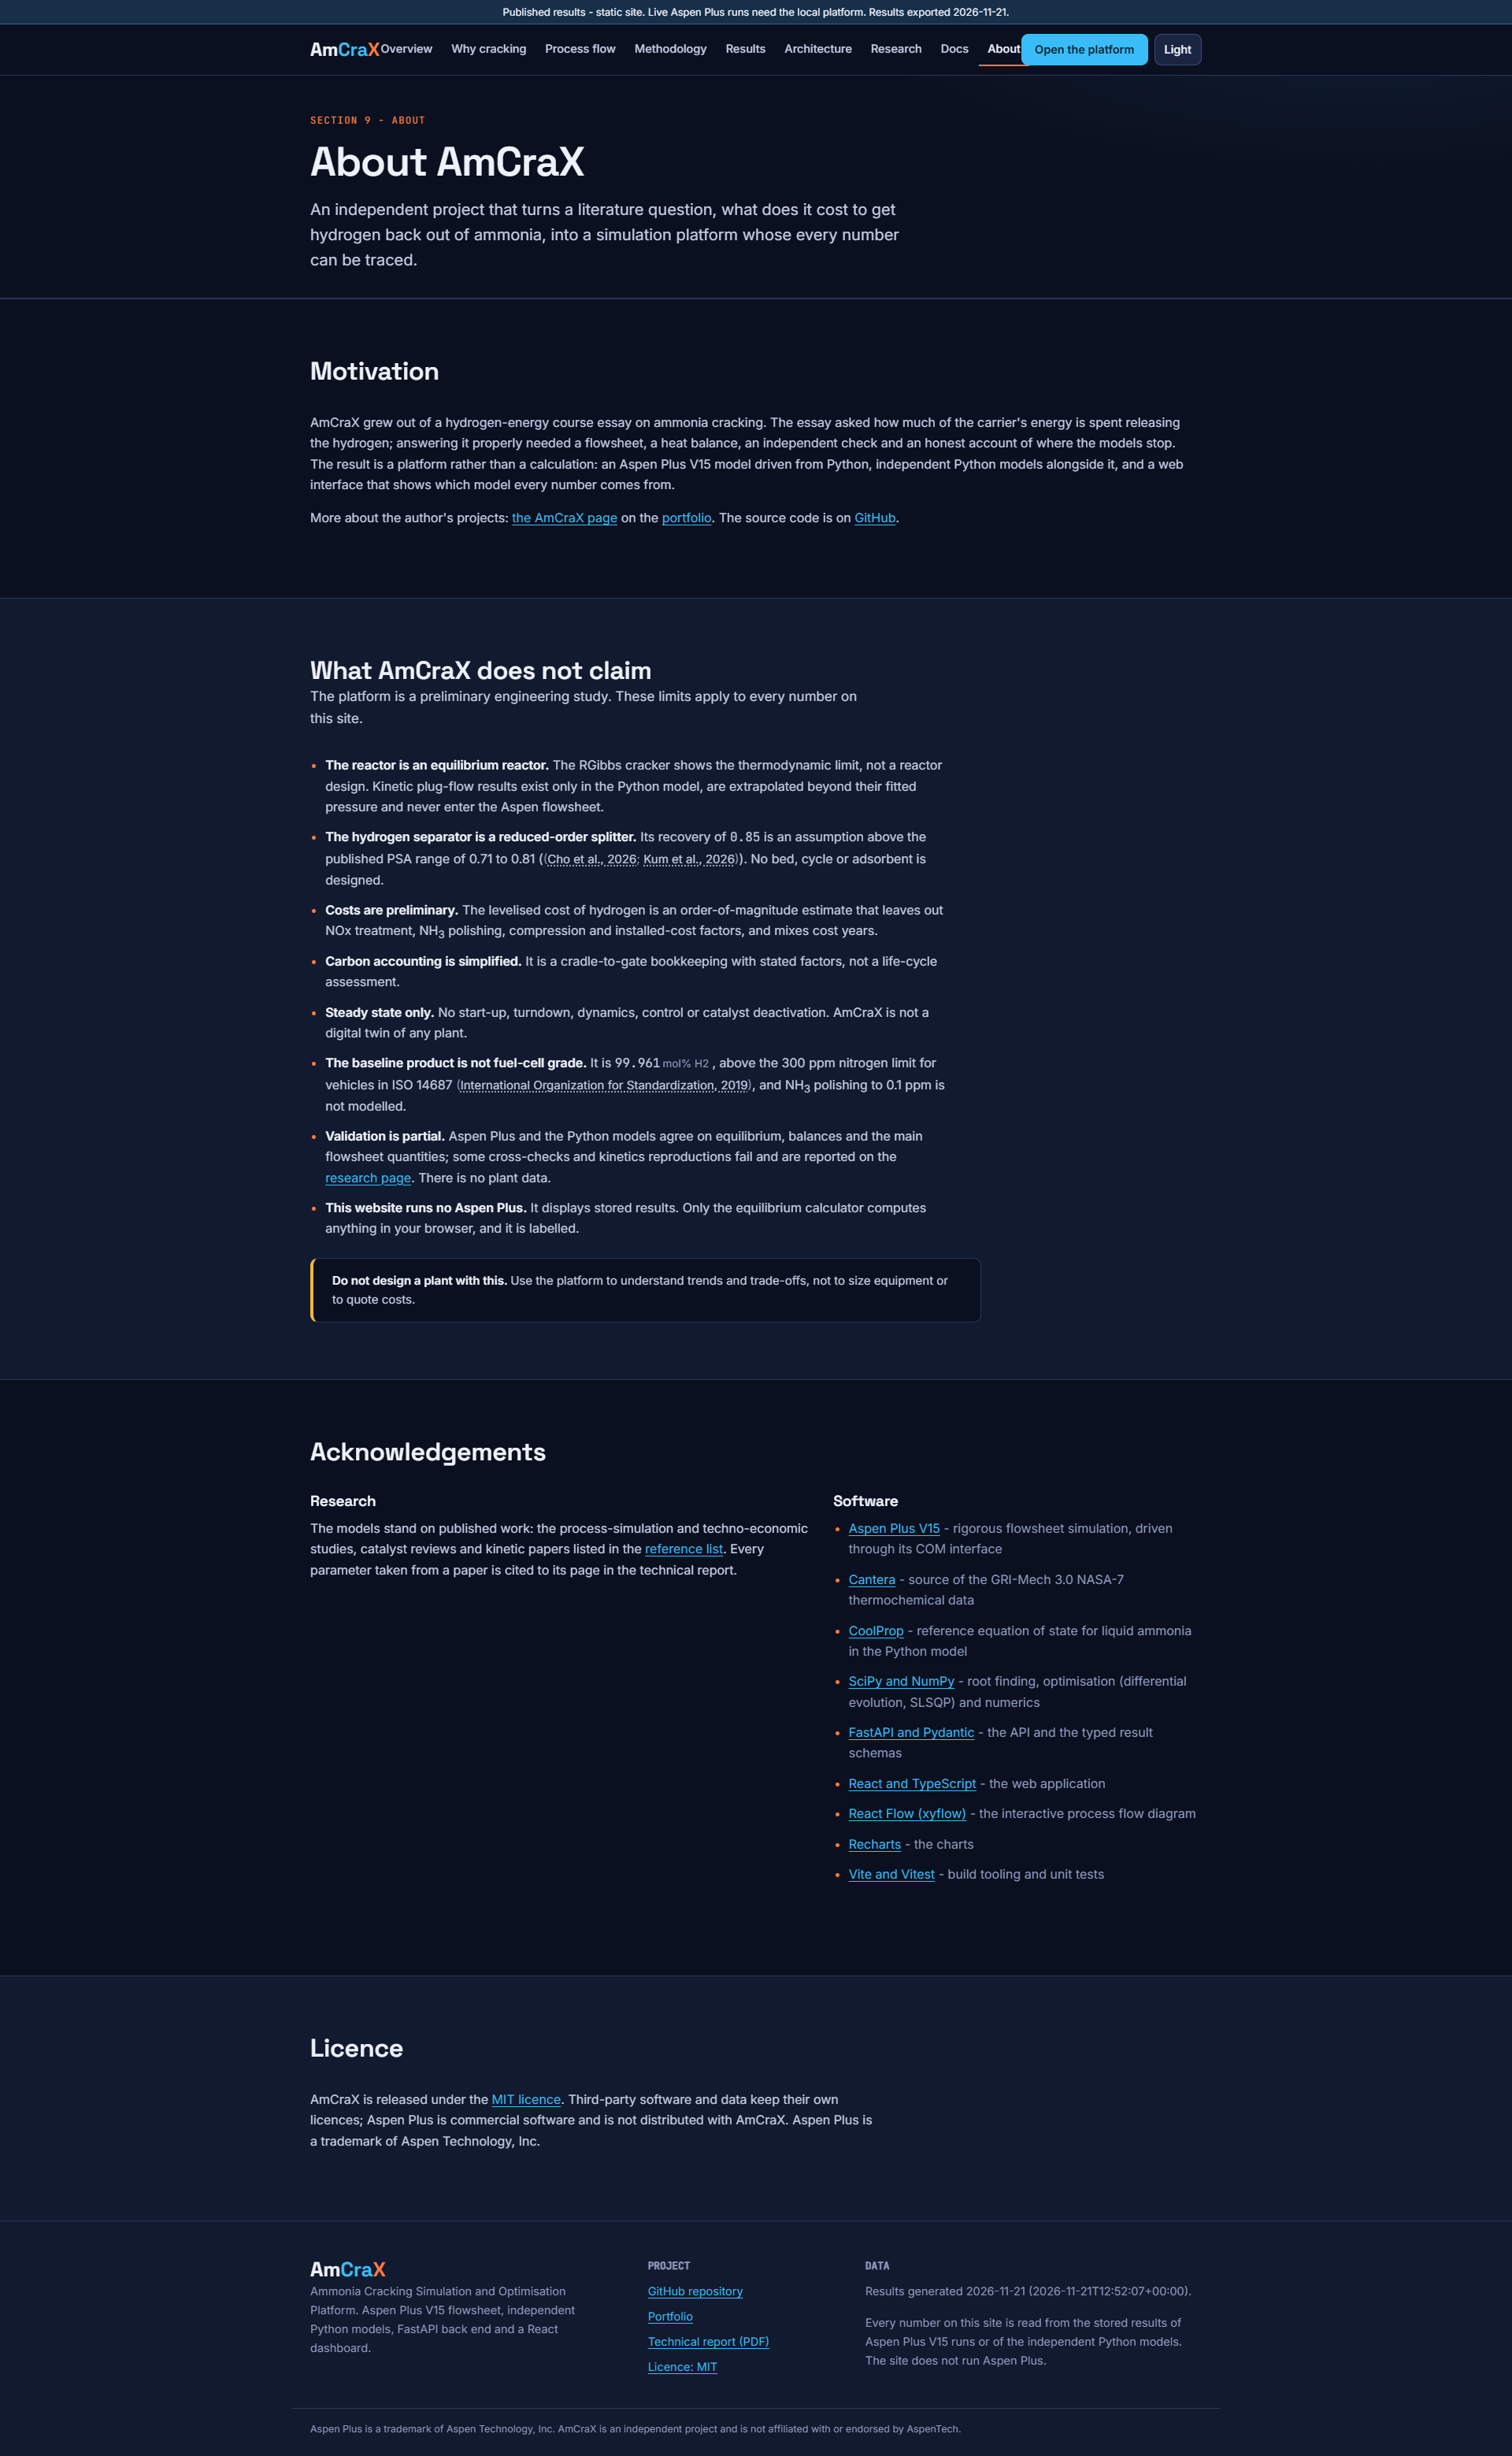 Published results - static site. Live Aspen Plus runs need the local platform. Results exported 2026-11-21.
AmCraX Overview Why cracking Process flow Methodology Results Architecture Research Docs About Open the platform Light
SECTION 9 - ABOUT
About AmCraX
An independent project that turns a literature question, what does it cost to get
hydrogen back out of ammonia, into a simulation platform whose every number
can be traced.
Motivation
AmCraX grew out of a hydrogen-energy course essay on ammonia cracking. The essay asked how much of the carrier's energy is spent releasing
the hydrogen; answering it properly needed a flowsheet, a heat balance, an independent check and an honest account of where the models stop.
The result is a platform rather than a calculation: an Aspen Plus V15 model driven from Python, independent Python models alongside it, and a web
interface that shows which model every number comes from.
More about the author's projects: the AmCraX page on the portfolio. The source code is on GitHub.
What AmCraX does not claim
The platform is a preliminary engineering study. These limits apply to every number on
this site.
• The reactor is an equilibrium reactor. The RGibbs cracker shows the thermodynamic limit, not a reactor
design. Kinetic plug-flow results exist only in the Python model, are extrapolated beyond their fitted
pressure and never enter the Aspen flowsheet.
• The hydrogen separator is a reduced-order splitter. Its recovery of 0.85 is an assumption above the
published PSA range of 0.71 to 0.81 ((Cho et al., 2026; Kum et al., 2026)). No bed, cycle or adsorbent is
designed.
• Costs are preliminary. The levelised cost of hydrogen is an order-of-magnitude estimate that leaves out
NOx treatment, NH3 polishing, compression and installed-cost factors, and mixes cost years.
• Carbon accounting is simplified. It is a cradle-to-gate bookkeeping with stated factors, not a life-cycle
assessment.
• Steady state only. No start-up, turndown, dynamics, control or catalyst deactivation. AmCraX is not a
digital twin of any plant.
• The baseline product is not fuel-cell grade. It is 99.961 mol% H2 , above the 300 ppm nitrogen limit for
vehicles in ISO 14687 (International Organization for Standardization, 2019), and NH3 polishing to 0.1 ppm is
not modelled.
• Validation is partial. Aspen Plus and the Python models agree on equilibrium, balances and the main
flowsheet quantities; some cross-checks and kinetics reproductions fail and are reported on the
research page. There is no plant data.
• This website runs no Aspen Plus. It displays stored results. Only the equilibrium calculator computes
anything in your browser, and it is labelled.
Do not design a plant with this. Use the platform to understand trends and trade-offs, not to size equipment or
to quote costs.
Acknowledgements
Research
The models stand on published work: the process-simulation and techno-economic
studies, catalyst reviews and kinetic papers listed in the reference list. Every
parameter taken from a paper is cited to its page in the technical report.
Software
• Aspen Plus V15 - rigorous flowsheet simulation, driven
through its COM interface
• Cantera - source of the GRI-Mech 3.0 NASA-7
thermochemical data
• CoolProp - reference equation of state for liquid ammonia
in the Python model
• SciPy and NumPy - root finding, optimisation (differential
evolution, SLSQP) and numerics
• FastAPI and Pydantic - the API and the typed result
schemas
• React and TypeScript - the web application
• React Flow (xyflow) - the interactive process flow diagram
• Recharts - the charts
• Vite and Vitest - build tooling and unit tests
Licence
AmCraX is released under the MIT licence. Third-party software and data keep their own
licences; Aspen Plus is commercial software and is not distributed with AmCraX. Aspen Plus is
a trademark of Aspen Technology, Inc.
AmCraX
Ammonia Cracking Simulation and Optimisation
Platform. Aspen Plus V15 flowsheet, independent
Python models, FastAPI back end and a React
dashboard.
PROJECT
GitHub repository
Portfolio
Technical report (PDF)
Licence: MIT
DATA
Results generated 2026-11-21 (2026-11-21T12:52:07+00:00).
Every number on this site is read from the stored results of
Aspen Plus V15 runs or of the independent Python models.
The site does not run Aspen Plus.
Aspen Plus is a trademark of Aspen Technology, Inc. AmCraX is an independent project and is not affiliated with or endorsed by AspenTech.